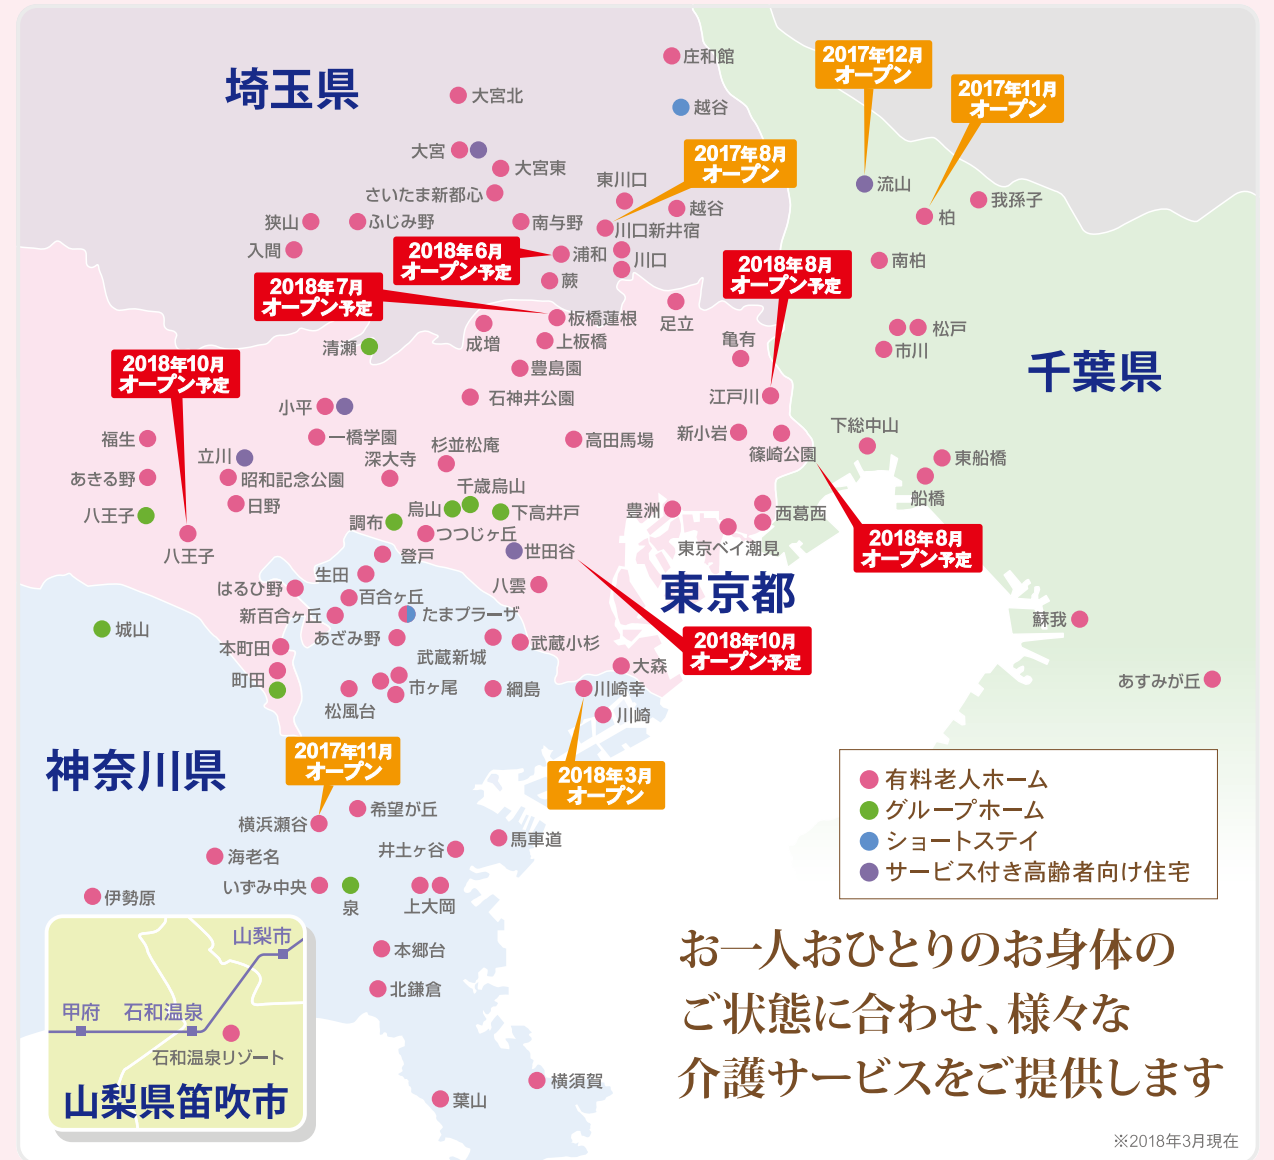 埼玉県
庄和館
大宮北
越谷
2017年12月
オープン
2017年11月
オープン
大宮
大宮東
2017年8月
オープン
さいたま新都心
東川口
越谷
流山
柏
我孫子
狭山
ふじみ野
南与野
川口新井宿
入間
2018年6月
オープン予定
浦和
川口
南柏
2018年7月
オープン予定
蕨
2018年8月
オープン予定
板橋蓮根
足立
成増
上板橋
亀有
松戸
市川
清瀬
千葉県
2018年10月
オープン予定
豊島園
石神井公園
江戸川
小平
福生
一橋学園
杉並松庵
高田馬場
新小岩
篠崎公園
下総中山
立川
深大寺
東船橋
あきる野
昭和記念公園
千歳烏山
船橋
八王子
日野
烏山
下高井戸
豊洲
西葛西
調布
つつじヶ丘
東京ベイ潮見
2018年8月
オープン予定
八王子
登戸
世田谷
生田
八雲
東京都
はるひ野
百合ヶ丘
新百合ヶ丘
たまプラーザ
蘇我
城山
あざみ野
本町田
武蔵新城
武蔵小杉
2018年10月
オープン予定
町田
市ヶ尾
綱島
大森
川崎幸
あすみが丘
松風台
川崎
神奈川県
2017年11月
オープン
2018年3月
オープン
有料老人ホーム
グループホーム
ショートステイ
サービス付き高齢者向け住宅
横浜瀬谷
希望が丘
馬車道
海老名
井土ヶ谷
伊勢原
いずみ中央
泉
上大岡
本郷台
北鎌倉
横須賀
葉山
山梨市
甲府
石和温泉
石和温泉リゾート
山梨県笛吹市
お一人おひとりのお身体の
ご状態に合わせ、様々な
介護サービスをご提供します
※2018年3月現在